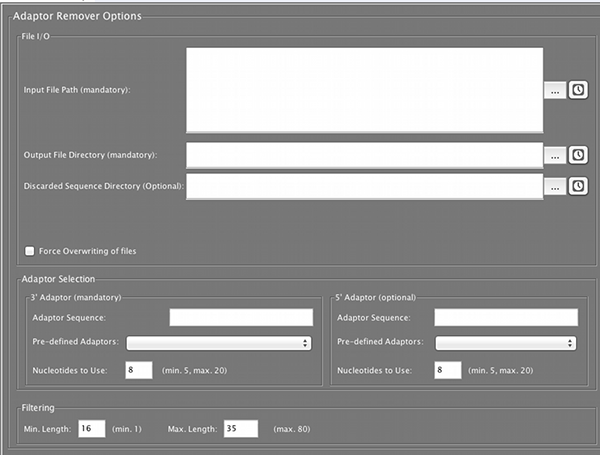 Adaptor Remover Options
File I/O
Input File Path (mandatory):
...
Output File Directory (mandatory):
...
Discarded Sequence Directory (Optional):
...
Force Overwriting of files
Adaptor Selection
3' Adaptor (mandatory)
Adaptor Sequence:
Pre-defined Adaptors:
Nucleotides to Use: 8 (min. 5, max. 20)
5' Adaptor (optional)
Adaptor Sequence:
Pre-defined Adaptors:
Nucleotides to Use: 8 (min. 5, max. 20)
Filtering
Min. Length: 16 (min. 1) Max. Length: 35 (max. 80)